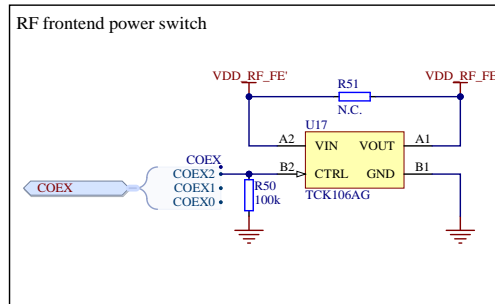 RF frontend power switch
VDD_RF_FE'
VDD_RF_FE
R51
N.C.
U17
A2
VIN
VOUT
A1
COEX
COEX2
B2
CTRL
GND
B1
COEX
COEX1
R50
COEX0
100k
TCK106AG